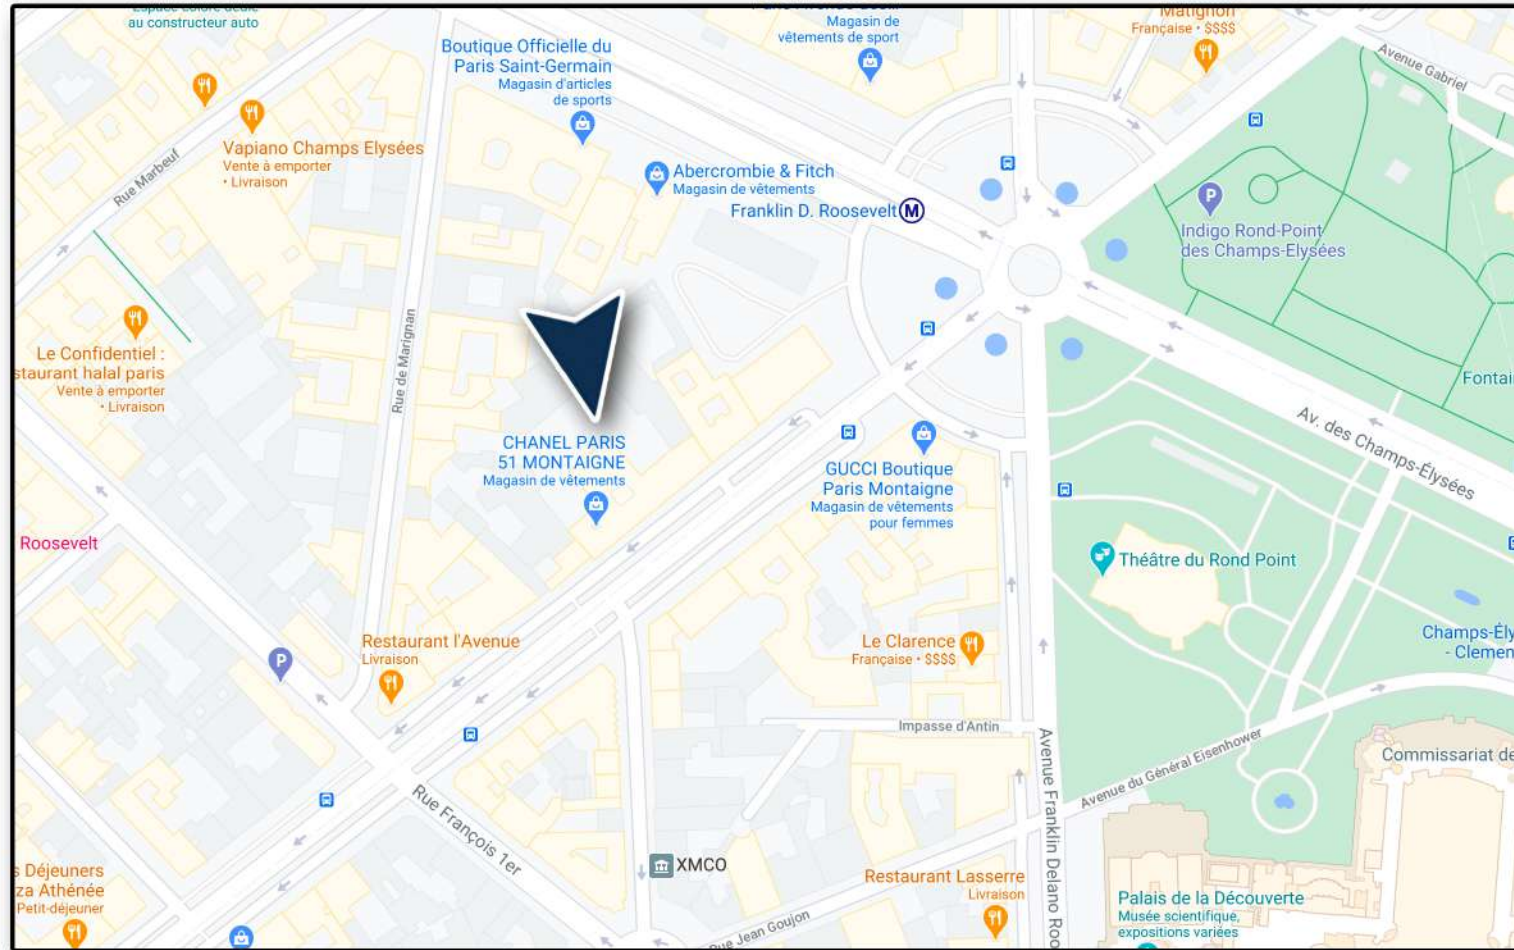 au constructeur auto
Boutique Officielle du
Paris Saint-Germain
Magasin d'articles
de sports
Magasin de
vêtements de sport
Matignon
Française • $$$$
Avenue Gabriel
Vapiano Champs Elysées
Vente à emporter
• Livraison
Rue Marbeuf
Abercrombie & Fitch
Magasin de vêtements
Franklin D. Roosevelt
M
P
Indigo Rond-Point
des Champs-Elysées
Le Confidentiel :
staurant halal paris
Vente à emporter
• Livraison
Rue de Marignan
Fontai
Av. des Champs-Élysées
CHANEL PARIS
51 MONTAIGNE
Magasin de vêtements
GUCCI Boutique
Paris Montaigne
Magasin de vêtements
pour femmes
Roosevelt
Théâtre du Rond Point
Restaurant l'Avenue
Livraison
P
Le Clarence
Française • $$$$
Champs-Ély
- Clemen
Impasse d'Antin
Avenue du Général Eisenhower
Commissariat de
Avenue Franklin Delano Roo
Rue François 1er
XMCO
s Déjeuners
za Athénée
Petit-déjeuner
Restaurant Lasserre
Livraison
Rue Jean Goujon
Palais de la Découverte
Musée scientifique,
expositions variées